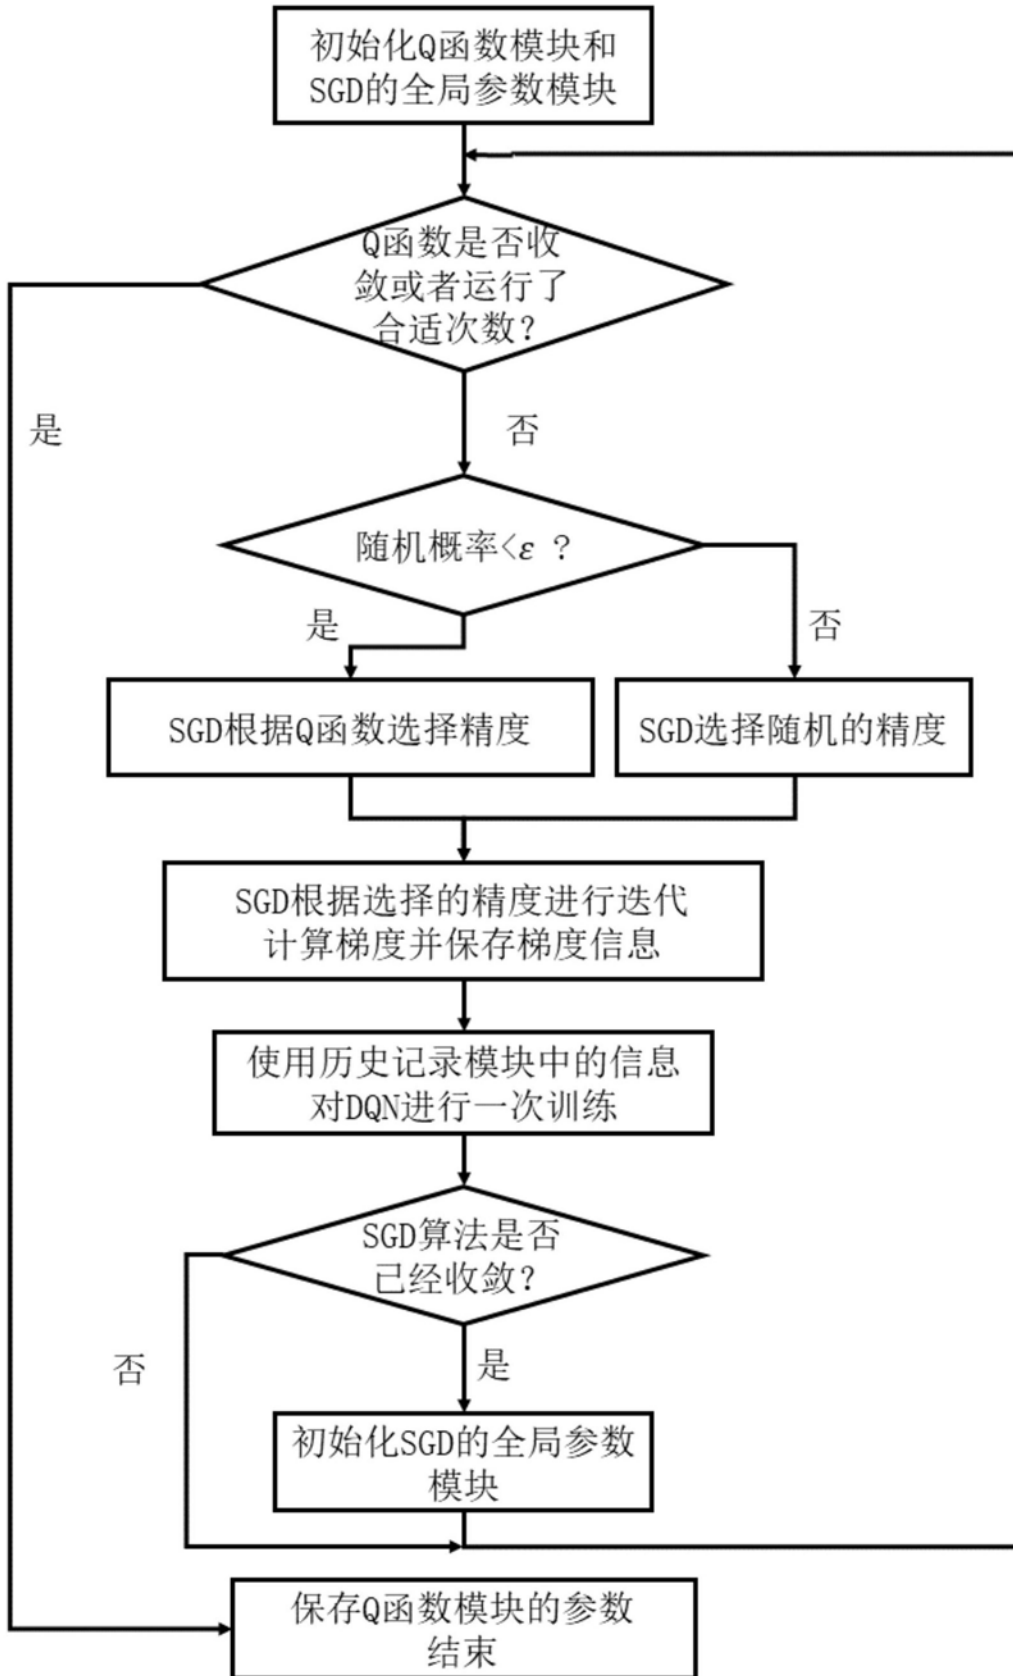 初始化Q函数模块和
SGD的全局参数模块
Q函数是否收
敛或者运行了
合适次数?
是
否
随机概率<ε ?
是
否
SGD根据Q函数选择精度
SGD选择随机的精度
SGD根据选择的精度进行迭代
计算梯度并保存梯度信息
使用历史记录模块中的信息
对DQN进行一次训练
SGD算法是否
已经收敛?
否
是
初始化SGD的全局参数
模块
保存Q函数模块的参数
结束